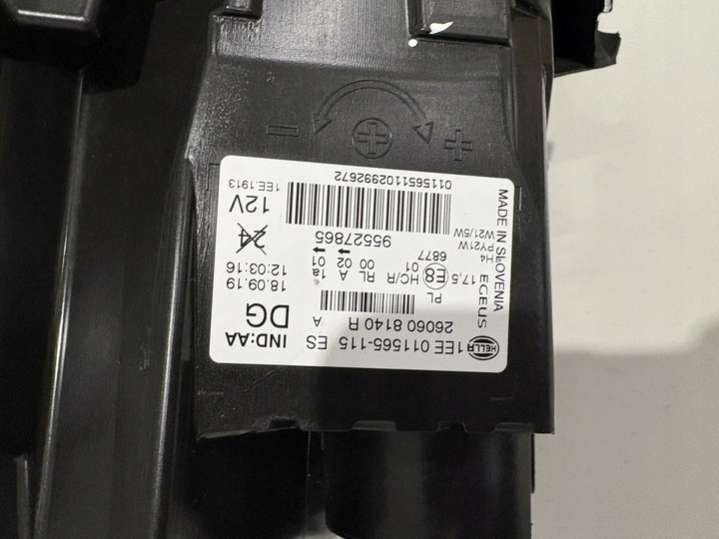 HELLA
1EE 011565-115 ES
26060 8140 R A
IND:AA
DG
EGEUS
MADE IN SLOVENIA
PL
17,5 E8 HC/R RL A 1a
01 00 02 01
6877
H4
PY21W
W21/5W
18.09.19
12:03:16
24
12V
1EE.1913
95527865
0115651102992672